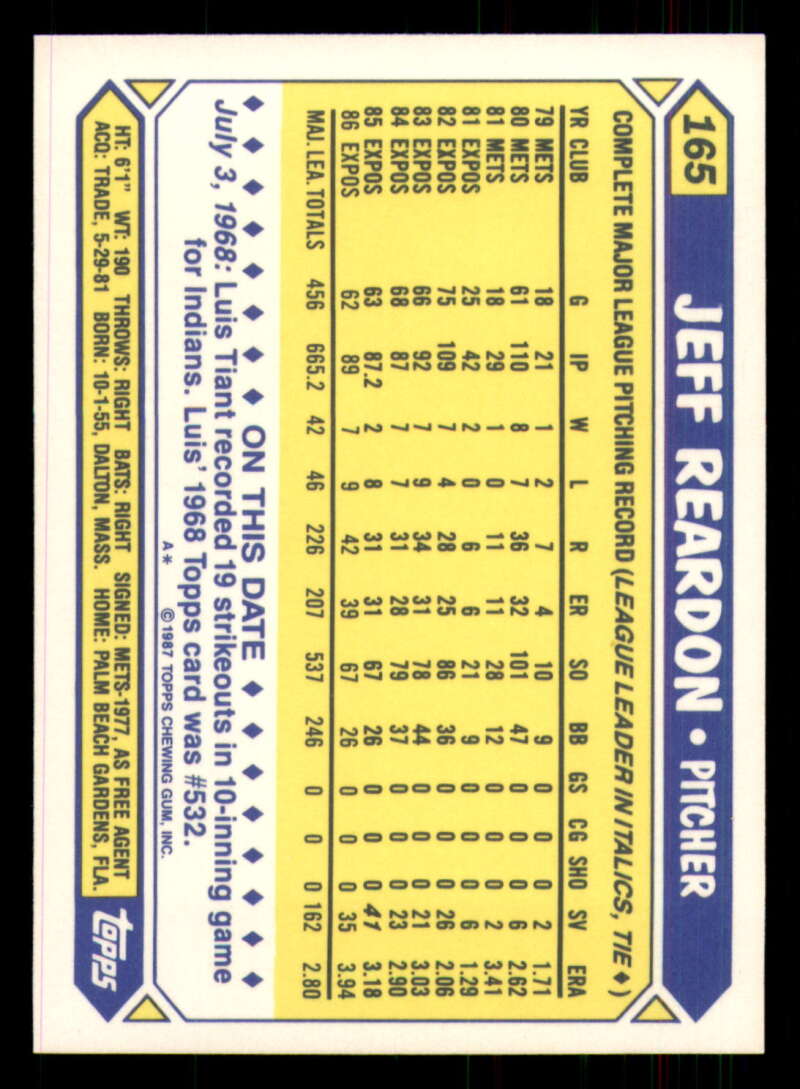 165 JEFF REARDON • PITCHER
COMPLETE MAJOR LEAGUE PITCHING RECORD (LEAGUE LEADER IN ITALICS, TIE ♦)
YR CLUB G IP W L R ER SO BB GS CG SHO SV ERA
79 METS 18 21 1 2 7 4 10 9 0 0 0 2 1.71
80 METS 61 110 8 7 36 32 101 47 0 0 0 6 2.62
81 METS 18 29 1 0 11 11 28 12 0 0 0 2 3.41
81 EXPOS 25 42 2 0 6 6 21 9 0 0 0 6 1.29
82 EXPOS 75 109 7 4 28 25 86 36 0 0 0 26 2.06
83 EXPOS 66 92 7 9 34 31 78 44 0 0 0 21 3.03
84 EXPOS 68 87 7 7 31 28 79 37 0 0 0 23 2.90
85 EXPOS 63 87.2 2 8 31 31 67 26 0 0 0 41 3.18
86 EXPOS 62 89 7 9 42 39 67 26 0 0 0 35 3.94
MAJ. LEA. TOTALS 456 665.2 42 46 226 207 537 246 0 0 0 162 2.80
♦ ♦ ♦ ♦ ♦ ♦ ♦ ♦ ON THIS DATE ♦ ♦ ♦ ♦ ♦ ♦ ♦ ♦
July 3, 1968: Luis Tiant recorded 19 strikeouts in 10-inning game
for Indians. Luis' 1968 Topps card was #532.
A* © 1987 TOPPS CHEWING GUM, INC.
HT: 6'1" WT: 190 THROWS: RIGHT BATS: RIGHT SIGNED: METS-1977, AS FREE AGENT
ACQ: TRADE, 5-29-81 BORN: 10-1-55, DALTON, MASS. HOME: PALM BEACH GARDENS, FLA.
topps